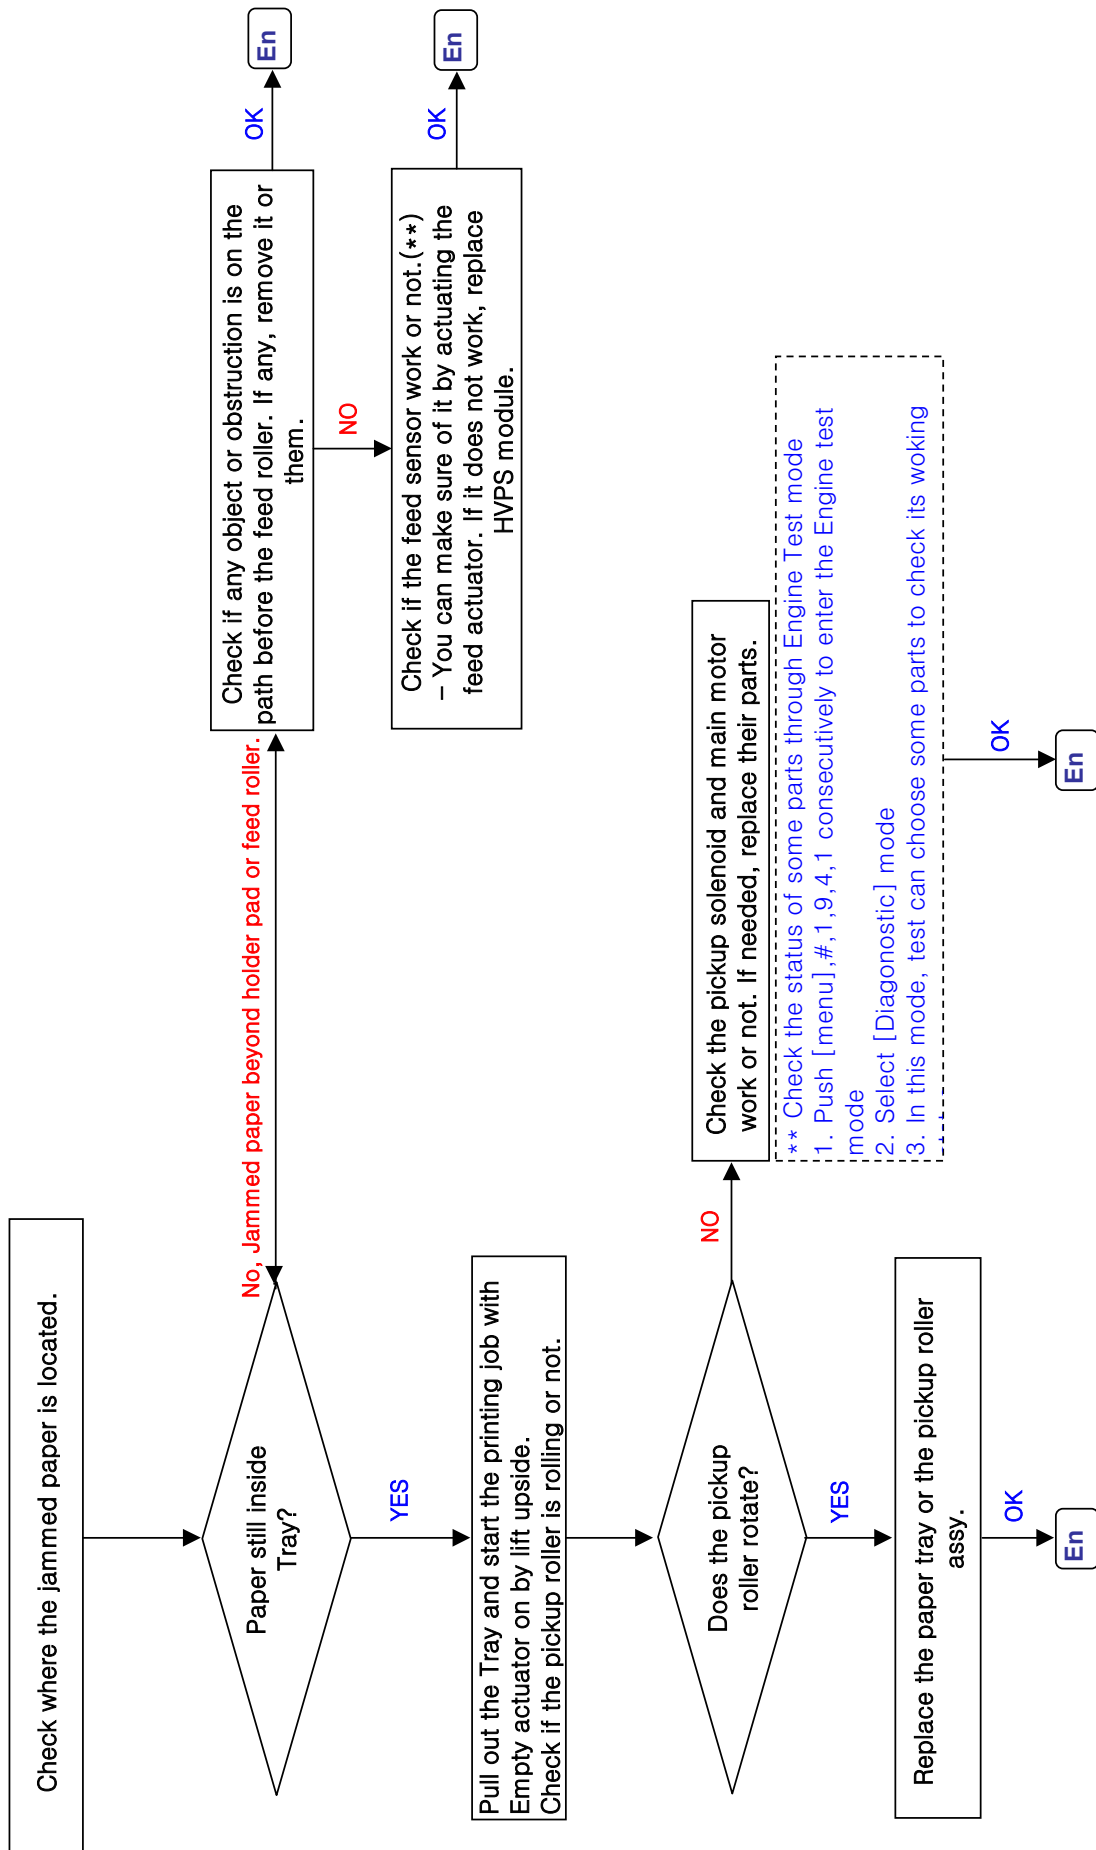 Check where the jammed paper is located.
Paper still inside
Tray?
No, Jammed paper beyond holder pad or feed roller.
Check if any object or obstruction is on the
path before the feed roller. If any, remove it or
them.
OK
En
NO
Check if the feed sensor work or not.(**)
– You can make sure of it by actuating the
feed actuator. If it does not work, replace
HVPS module.
OK
En
YES
Pull out the Tray and start the printing job with
Empty actuator on by lift upside.
Check if the pickup roller is rolling or not.
Does the pickup
roller rotate?
NO
Check the pickup solenoid and main motor
work or not. If needed, replace their parts.
** Check the status of some parts through Engine Test mode
1. Push [menu],#,1,9,4,1 consecutively to enter the Engine test
mode
2. Select [Diagonostic] mode
3. In this mode, test can choose some parts to check its woking
OK
En
YES
Replace the paper tray or the pickup roller
assy.
OK
En